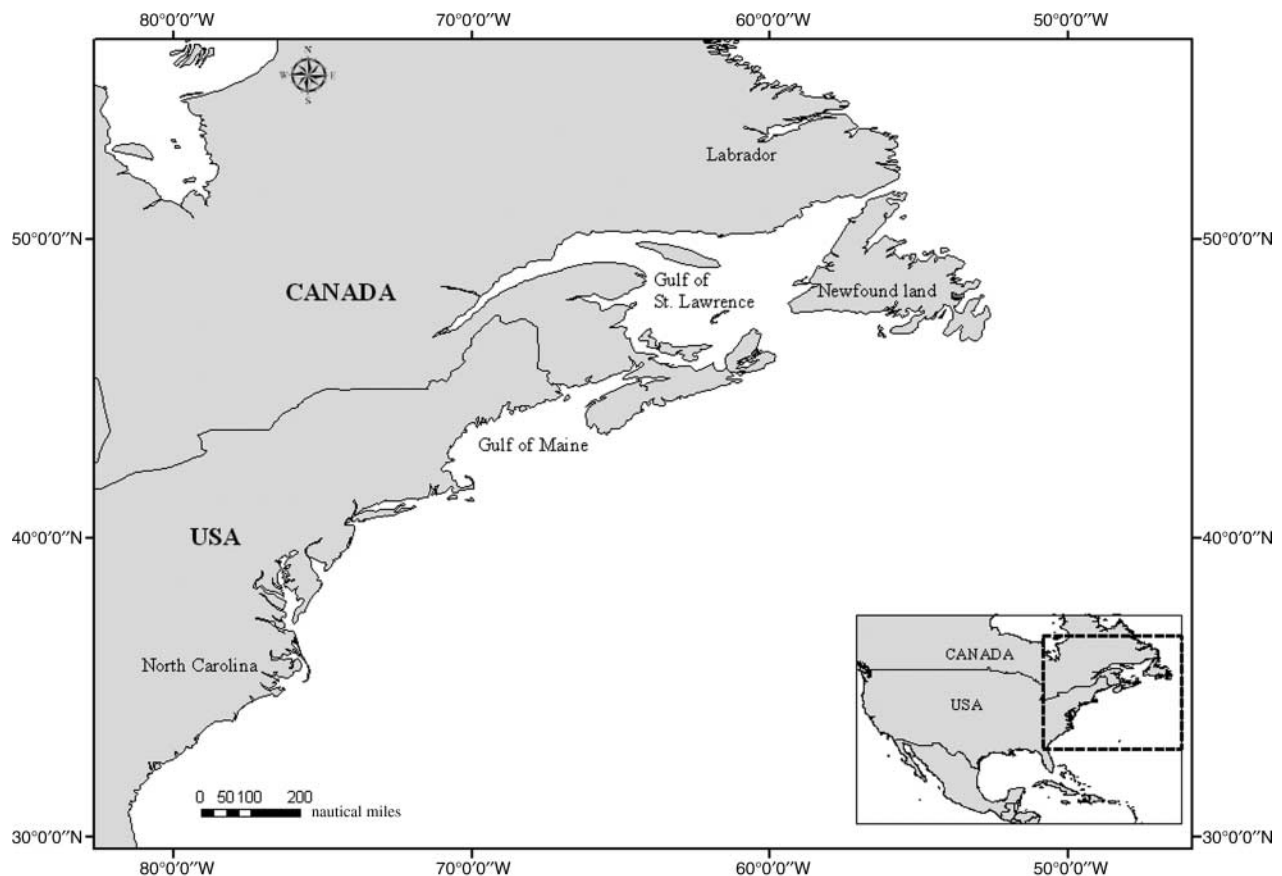 80°0′0″W 70°0′0″W 60°0′0″W 50°0′0″W
N
W E
S
Labrador
50°0′0″N 50°0′0″N
CANADA
Gulf of
St. Lawrence
Newfound land
Gulf of Maine
USA
40°0′0″N 40°0′0″N
North Carolina
CANADA
USA
0 50 100 200
nautical miles
30°0′0″N 30°0′0″N
80°0′0″W 70°0′0″W 60°0′0″W 50°0′0″W